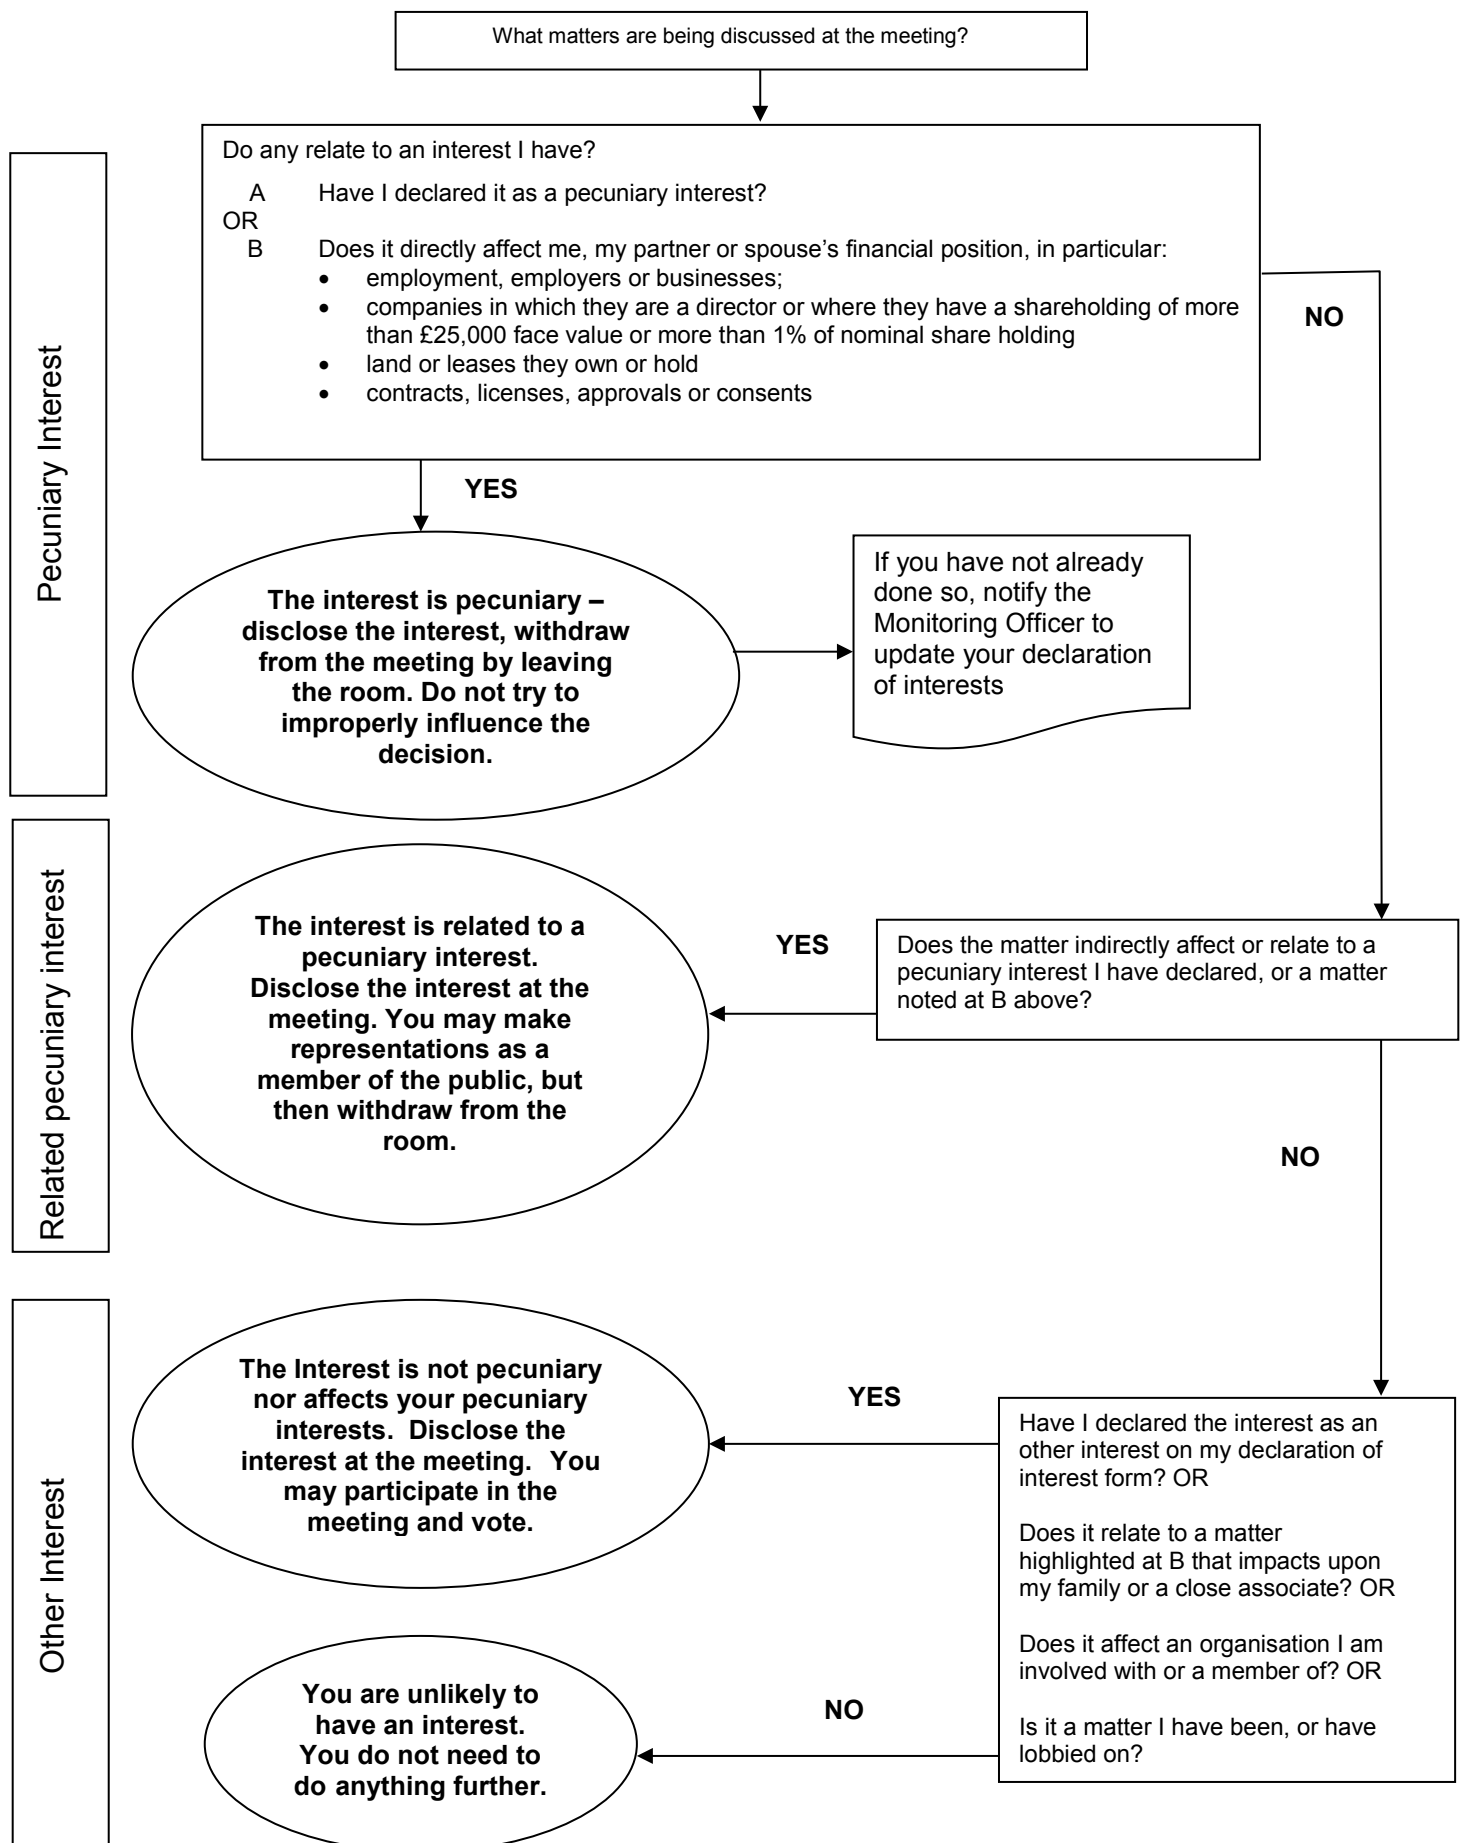 What matters are being discussed at the meeting?
Pecuniary Interest
Do any relate to an interest I have?
A Have I declared it as a pecuniary interest?
OR
B Does it directly affect me, my partner or spouse’s financial position, in particular:
• employment, employers or businesses;
• companies in which they are a director or where they have a shareholding of more
than £25,000 face value or more than 1% of nominal share holding
• land or leases they own or hold
• contracts, licenses, approvals or consents
NO
YES
The interest is pecuniary –
disclose the interest, withdraw
from the meeting by leaving
the room. Do not try to
improperly influence the
decision.
If you have not already
done so, notify the
Monitoring Officer to
update your declaration
of interests
Related pecuniary interest
The interest is related to a
pecuniary interest.
Disclose the interest at the
meeting. You may make
representations as a
member of the public, but
then withdraw from the
room.
YES
Does the matter indirectly affect or relate to a
pecuniary interest I have declared, or a matter
noted at B above?
NO
Other Interest
The Interest is not pecuniary
nor affects your pecuniary
interests. Disclose the
interest at the meeting. You
may participate in the
meeting and vote.
YES
Have I declared the interest as an
other interest on my declaration of
interest form? OR
Does it relate to a matter
highlighted at B that impacts upon
my family or a close associate? OR
Does it affect an organisation I am
involved with or a member of? OR
Is it a matter I have been, or have
lobbied on?
NO
You are unlikely to
have an interest.
You do not need to
do anything further.